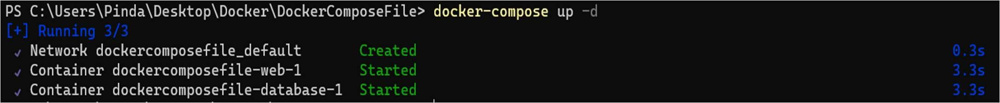 PS C:\Users\Pinda\Desktop\Docker\DockerComposeFile> docker-compose up -d
[+] Running 3/3
✓ Network dockercomposefile_default Created 0.3s
✓ Container dockercomposefile-web-1 Started 3.3s
✓ Container dockercomposefile-database-1 Started 3.3s